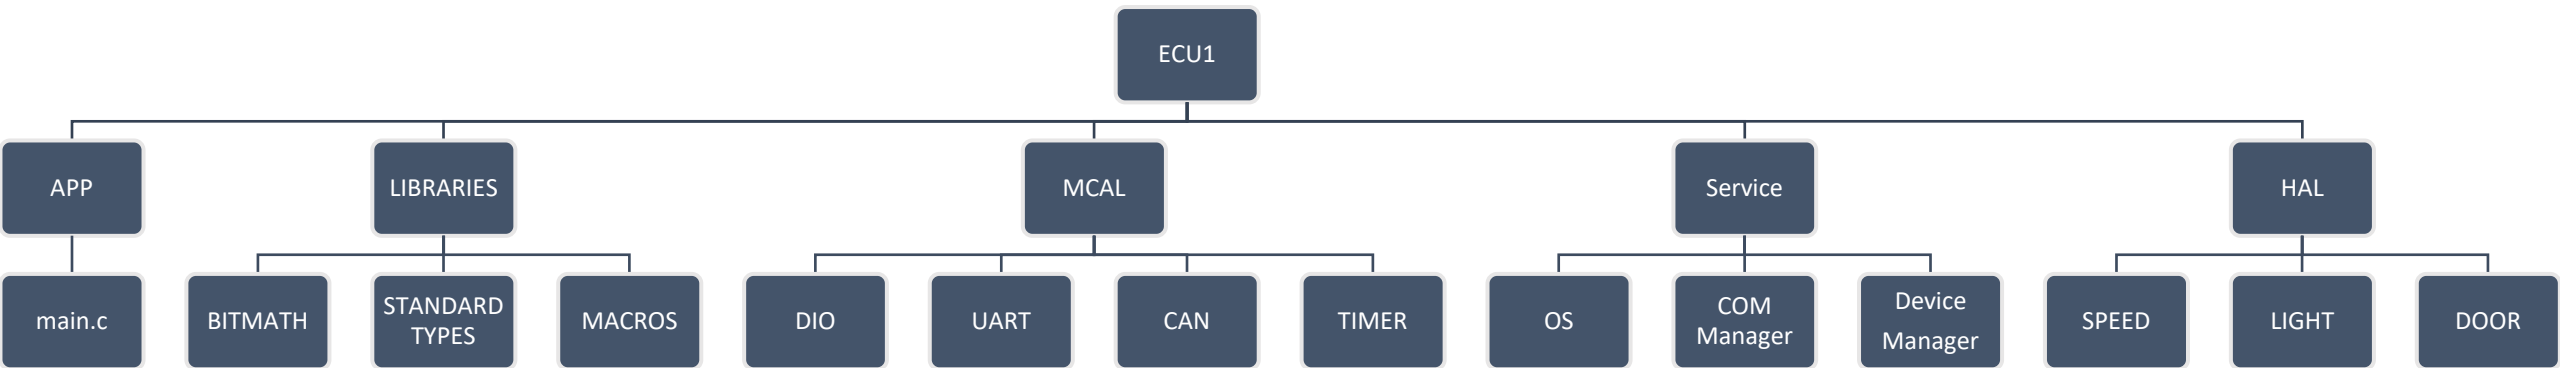 ECU1
APP
LIBRARIES
MCAL
Service
HAL
main.c
BITMATH
STANDARD
TYPES
MACROS
DIO
UART
CAN
TIMER
OS
COM
Manager
Device
Manager
SPEED
LIGHT
DOOR